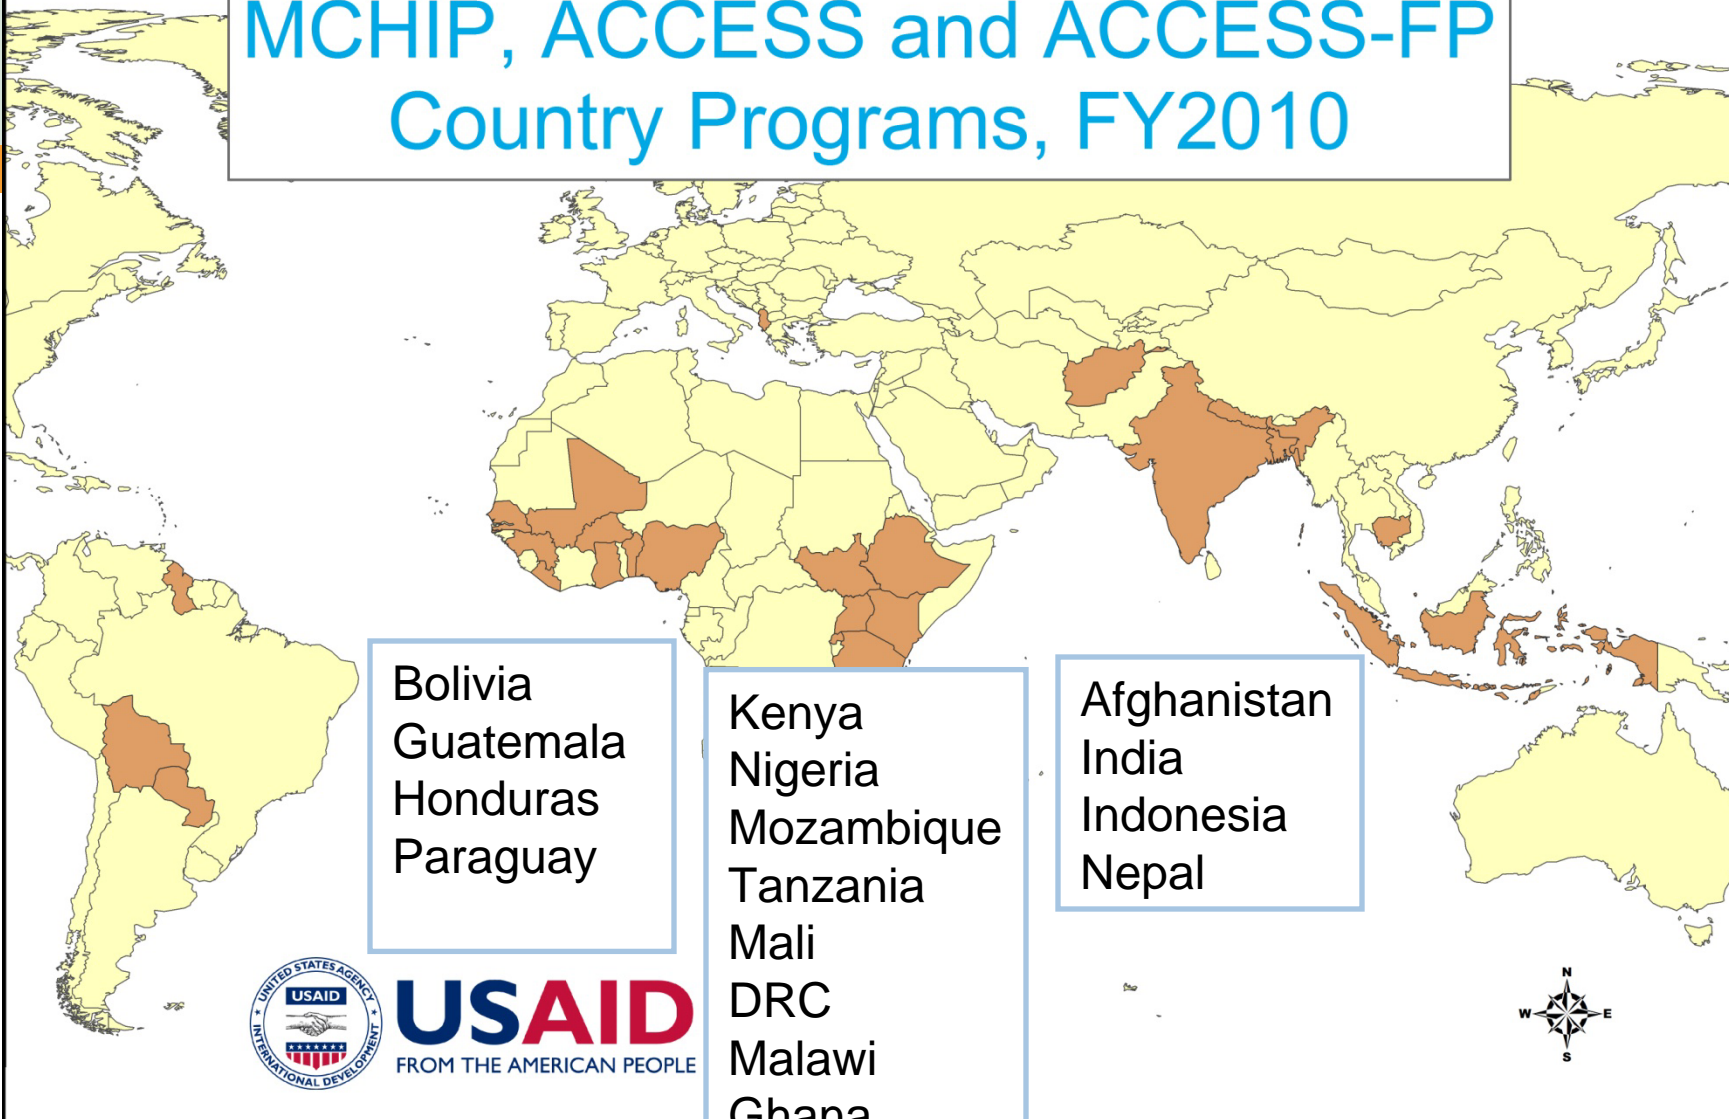 MCHIP, ACCESS and ACCESS-FP
Country Programs, FY2010
Bolivia
Guatemala
Honduras
Paraguay
Kenya
Nigeria
Mozambique
Tanzania
Mali
DRC
Malawi
Ghana
Afghanistan
India
Indonesia
Nepal
UNITED STATES AGENCY
USAID
INTERNATIONAL DEVELOPMENT
USAID
FROM THE AMERICAN PEOPLE
N
W E
S